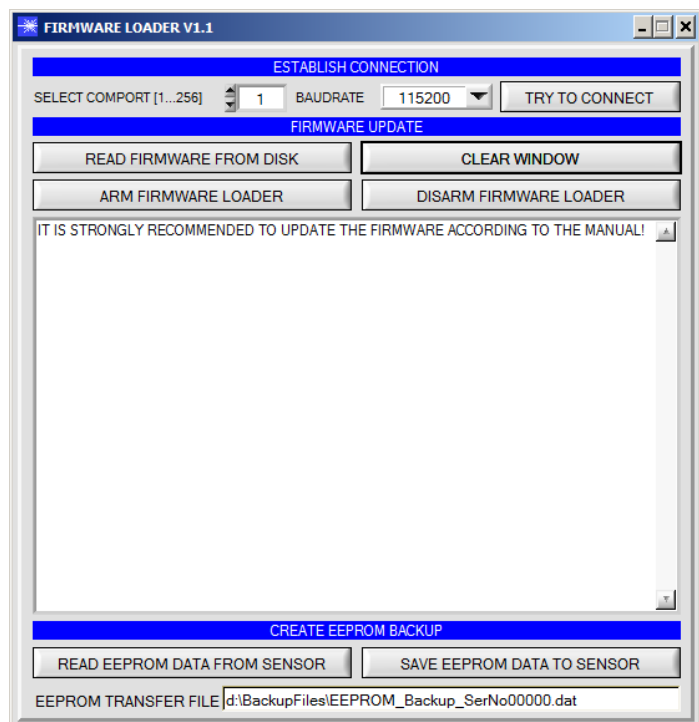 FIRMWARE LOADER V1.1
ESTABLISH CONNECTION
SELECT COMPORT [1...256] 1 BAUDRATE 115200 TRY TO CONNECT
FIRMWARE UPDATE
READ FIRMWARE FROM DISK CLEAR WINDOW
ARM FIRMWARE LOADER DISARM FIRMWARE LOADER
IT IS STRONGLY RECOMMENDED TO UPDATE THE FIRMWARE ACCORDING TO THE MANUAL!
CREATE EEPROM BACKUP
READ EEPROM DATA FROM SENSOR SAVE EEPROM DATA TO SENSOR
EEPROM TRANSFER FILE d:\BackupFiles\EEPROM_Backup_SerNo00000.dat